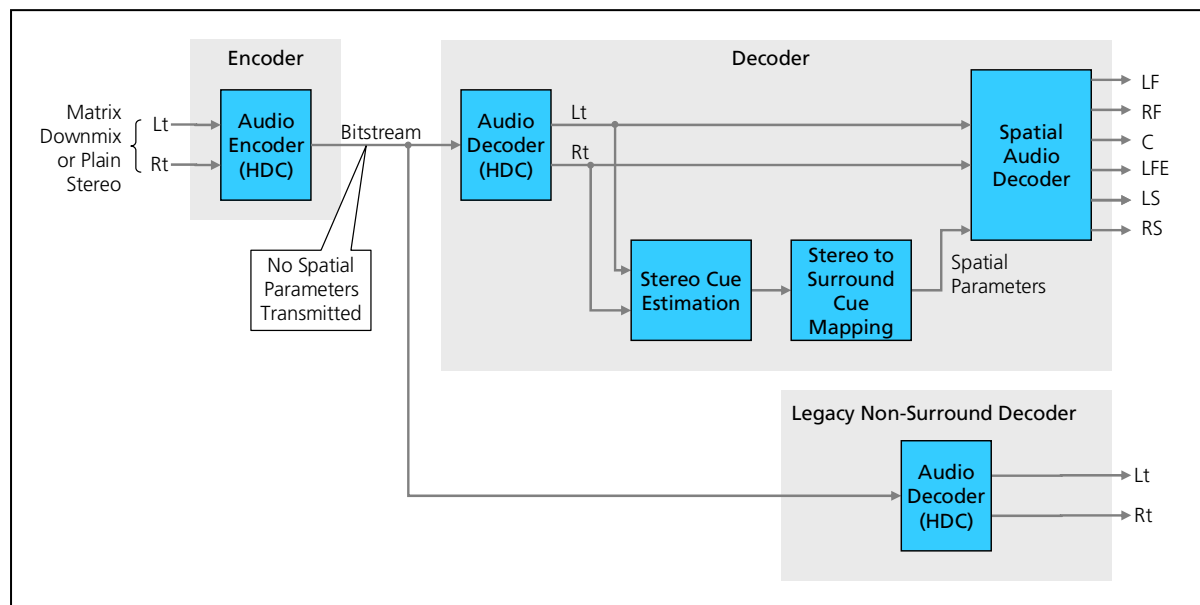 Encoder
Decoder
Matrix
Downmix
or Plain
Stereo
Lt
Rt
Audio
Encoder
(HDC)
Bitstream
No Spatial
Parameters
Transmitted
Audio
Decoder
(HDC)
Lt
Rt
Stereo Cue
Estimation
Stereo to
Surround
Cue
Mapping
Spatial
Parameters
Spatial
Audio
Decoder
LF
RF
C
LFE
LS
RS
Legacy Non-Surround Decoder
Audio
Decoder
(HDC)
Lt
Rt